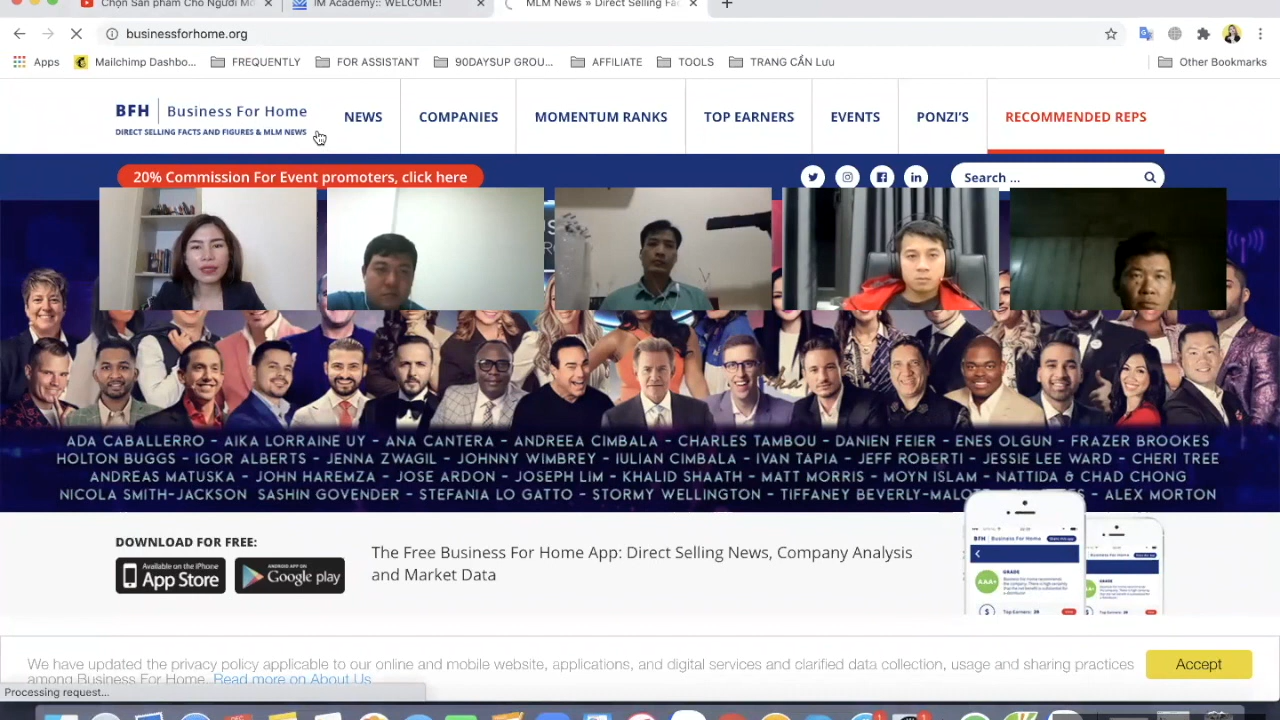 Chọn Sản phẩm Cho Người Mớ
IM Academy:: WELCOME!
MLM News » Direct Selling Fa
businessforhome.org
Apps
Mailchimp Dashbo...
FREQUENTLY
FOR ASSISTANT
90DAYSUP GROU...
AFFILIATE
TOOLS
TRANG CẦN Lưu
Other Bookmarks
BFH Business For Home
DIRECT SELLING FACTS AND FIGURES & MLM NEWS
NEWS
COMPANIES
MOMENTUM RANKS
TOP EARNERS
EVENTS
PONZI'S
RECOMMENDED REPS
20% Commission For Event promoters, click here
Search ...
ADA CABALLERRO - AIKA LORRAINE UY - ANA CANTERA - ANDREEA CIMBALA - CHARLES TAMBOU - DANIEN FEIER - ENES OLGUN - FRAZER BROOKES
HOLTON BUGGS - IGOR ALBERTS - JENNA ZWAGIL - JOHNNY WIMBREY - IULIAN CIMBALA - IVAN TAPIA - JEFF ROBERTI - JESSIE LEE WARD - CHERI TREE
ANDREAS MATUSKA - JOHN HAREMZA - JOSE ARDON - JOSEPH LIM - KHALID SHAATH - MATT MORRIS - MOYN ISLAM - NATTIDA & CHAD CHONG
NICOLA SMITH-JACKSON SASHIN GOVENDER - STEFANIA LO GATTO - STORMY WELLINGTON - TIFFANEY BEVERLY-MALO - ALEX MORTON
DOWNLOAD FOR FREE:
Available on the iPhone
App Store
ANDROID APP ON
Google play
The Free Business For Home App: Direct Selling News, Company Analysis
and Market Data
BFH Business For Home
GRADE
AAA+
Top Earners:
We have updated the privacy policy applicable to our online and mobile website, applications, and digital services and clarified data collection, usage and sharing practices
among Business For Home. Read more on About Us
Accept
Processing request...